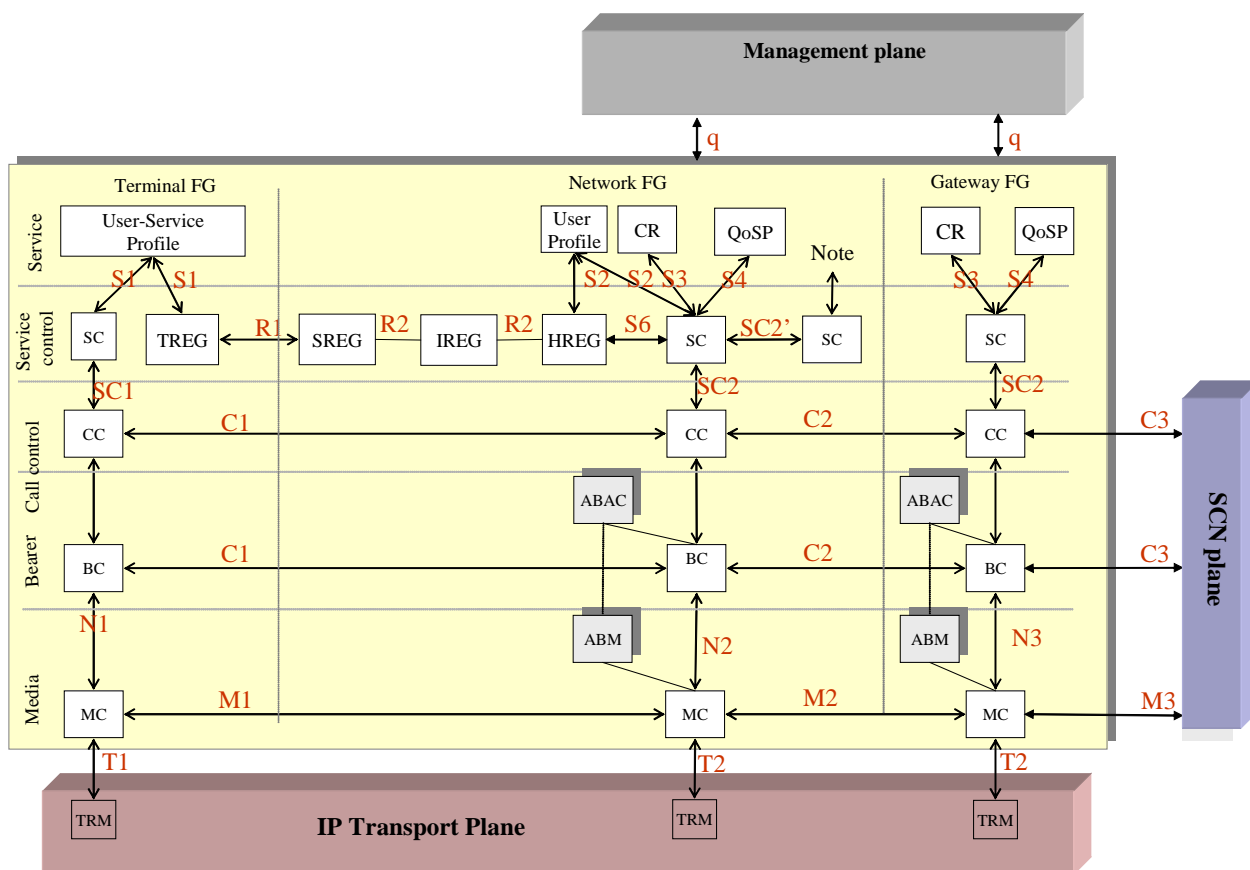 Management plane
q
q
Terminal FG
Network FG
Gateway FG
Service
User-Service
Profile
User
Profile
CR
QoSP
Note
CR
QoSP
S1
S1
S2
S2
S3
S4
S3
S4
Service
control
SC
TREG
R1
SREG
R2
IREG
R2
HREG
S6
SC
SC2’
SC
SC
SC1
SC2
SC2
Call control
CC
C1
CC
C2
CC
C3
ABAC
ABAC
Bearer
BC
C1
BC
C2
BC
C3
SCN plane
N1
ABM
N2
ABM
N3
Media
MC
M1
MC
M2
MC
M3
T1
T2
T2
TRM
IP Transport Plane
TRM
TRM